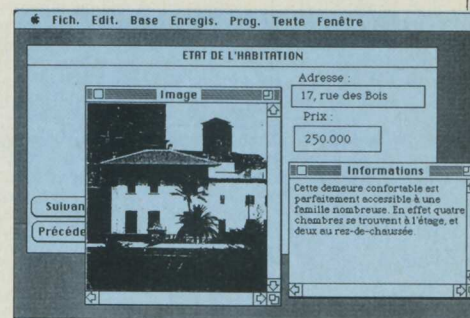 Fich. Edit. Base Enregis. Prog. Texte Fenêtre
ETAT DE L'HABITATION
Image
Adresse :
17, rue des Bois
Prix :
250.000
Informations
Cette demeure confortable est
parfaitement accessible à une
famille nombreuse. En effet quatre
chambres se trouvent à l'étage, et
deux au rez-de-chaussée.
Suivan
Précéde